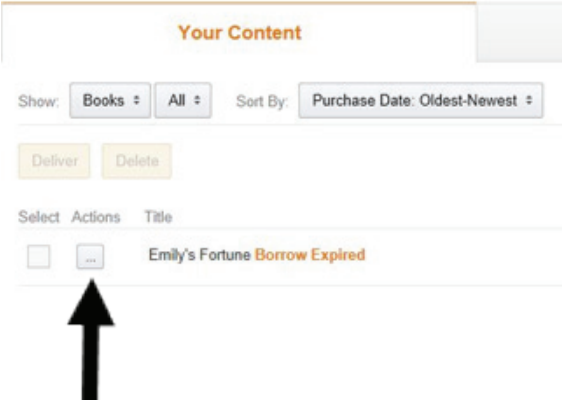 Your Content
Show: Books All Sort By: Purchase Date: Oldest-Newest
Deliver Delete
Select Actions Title
... Emily's Fortune Borrow Expired